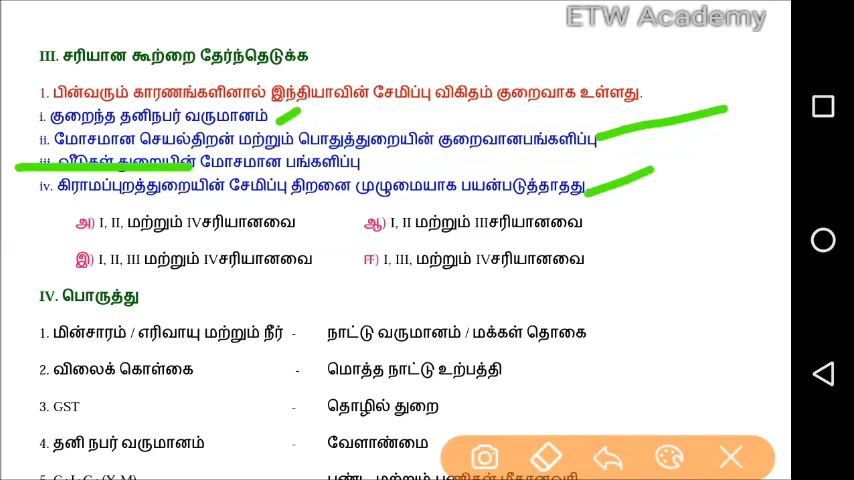 ETW Academy
III. சரியான கூற்றை தேர்ந்தெடுக்க
1. பின்வரும் காரணங்களினால் இந்தியாவின் சேமிப்பு விகிதம் குறைவாக உள்ளது.
i. குறைந்த தனிநபர் வருமானம்
ii. மோசமான செயல்திறன் மற்றும் பொதுத்துறையின் குறைவானபங்களிப்பு
iii. வீடுகள் துறையின் மோசமான பங்களிப்பு
iv. கிராமப்புறத்துறையின் சேமிப்பு திறனை முழுமையாக பயன்படுத்தாதது
அ) I, II, மற்றும் IVசரியானவை ஆ) I, II மற்றும் IIIசரியானவை
இ) I, II, III மற்றும் IVசரியானவை ஈ) I, III, மற்றும் IVசரியானவை
IV. பொருத்து
1. மின்சாரம் / எரிவாயு மற்றும் நீர் - நாட்டு வருமானம் / மக்கள் தொகை
2. விலைக் கொள்கை - மொத்த நாட்டு உற்பத்தி
3. GST - தொழில் துறை
4. தனி நபர் வருமானம் - வேளாண்மை